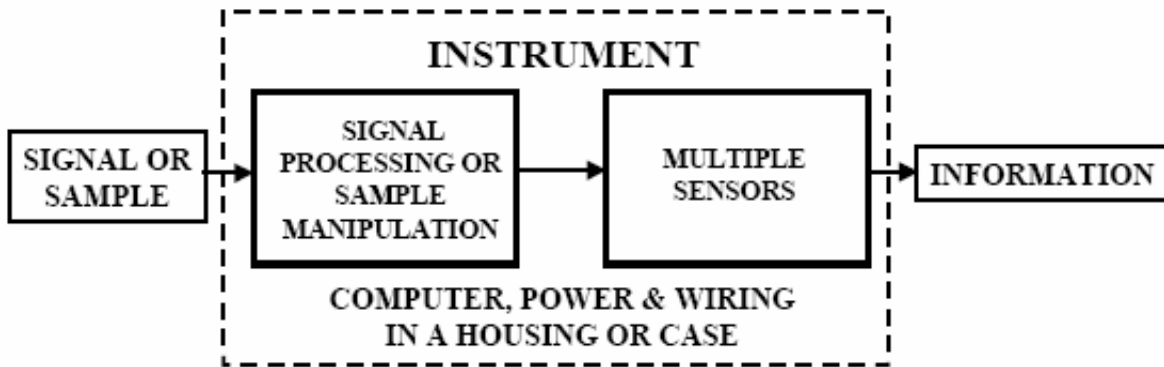 INSTRUMENT
SIGNAL OR
SAMPLE
SIGNAL
PROCESSING OR
SAMPLE
MANIPULATION
MULTIPLE
SENSORS
INFORMATION
COMPUTER, POWER & WIRING
IN A HOUSING OR CASE